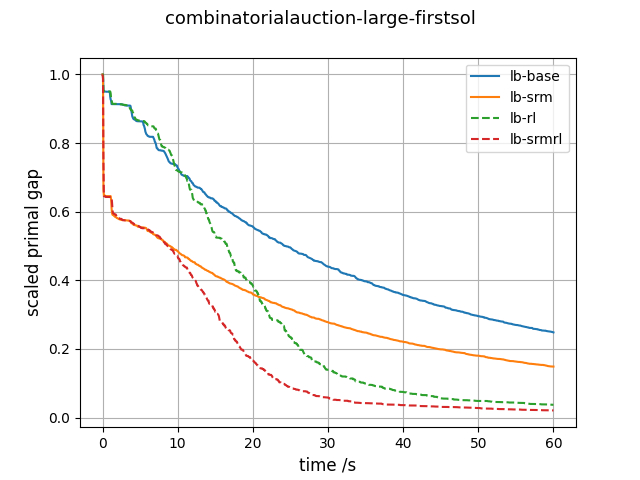 combinatorialauction-large-firstsol
lb-base
lb-srm
lb-rl
lb-srmrl
scaled primal gap
1.0
0.8
0.6
0.4
0.2
0.0
0
10
20
30
40
50
60
time /s